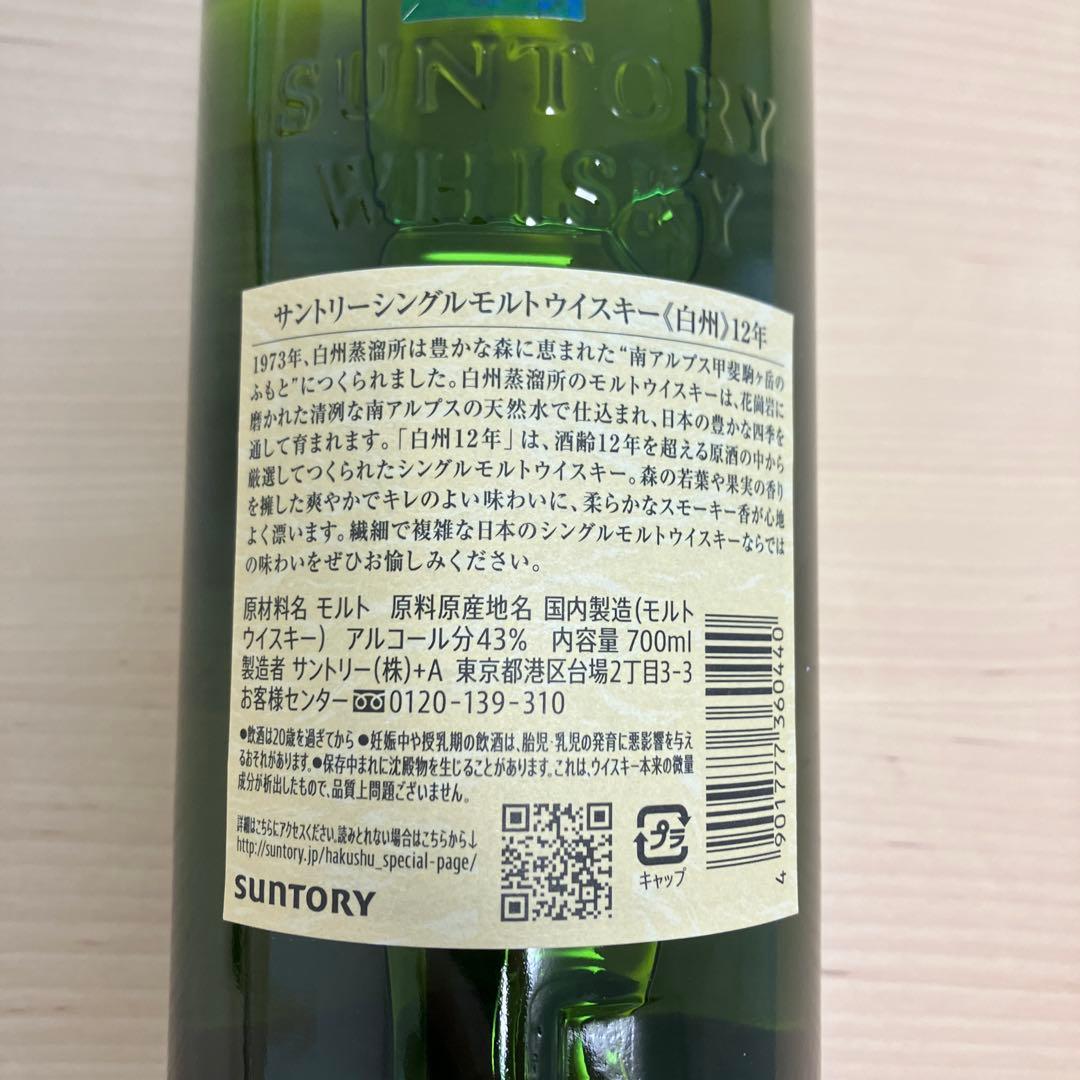 SUNTORY
WHISKY
サントリーシングルモルトウイスキー《白州》12年
1973年、白州蒸溜所は豊かな森に恵まれた“南アルプス甲斐駒ヶ岳の
ふもと”につくられました。白州蒸溜所のモルトウイスキーは、花崗岩に
磨かれた清冽な南アルプスの天然水で仕込まれ、日本の豊かな四季を
通して育まれます。「白州12年」は、酒齢12年を超える原酒の中から
厳選してつくられたシングルモルトウイスキー。森の若葉や果実の香り
を擁した爽やかでキレのよい味わいに、柔らかなスモーキー香が心地
よく漂います。繊細で複雑な日本のシングルモルトウイスキーならでは
の味わいをぜひお愉しみください。
原材料名 モルト 原料原産地名 国内製造(モルト
ウイスキー) アルコール分43% 内容量 700ml
製造者 サントリー(株)+A 東京都港区台場2丁目3-3
お客様センター 0120-139-310
●飲酒は20歳を過ぎてから ●妊娠中や授乳期の飲酒は、胎児・乳児の発育に悪影響を与え
るおそれがあります。●保存中まれに沈殿物を生じることがあります。これは、ウイスキー本来の微量
成分が析出したもので、品質上問題ございません。
詳細はこちらにアクセスください。読みとれない場合はこちらから↓
http://suntory.jp/hakushu_special-page/
SUNTORY
プラ
キャップ
4 901777 360440